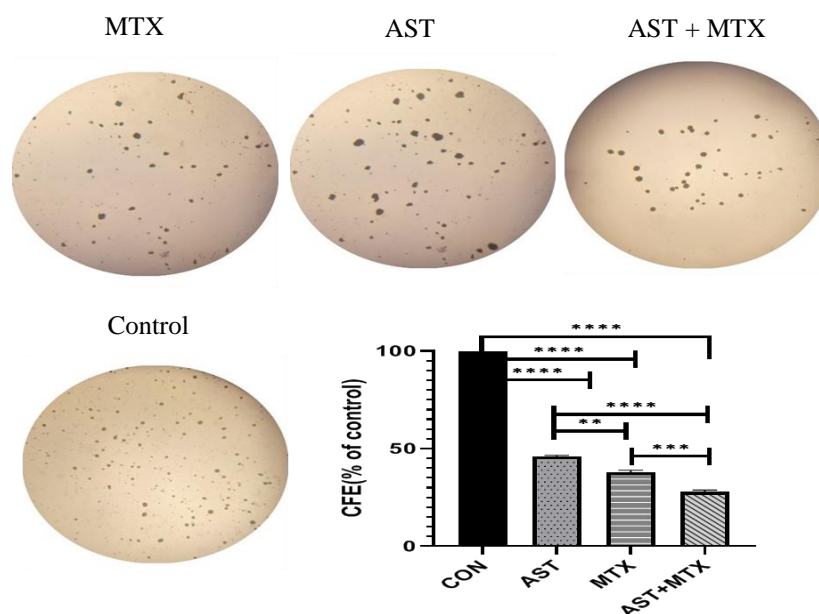 MTX
AST
AST + MTX
Control
****
****
****
****
**
***
100
50
0
CFE(% of control)
CON
AST
MTX
AST+MTX